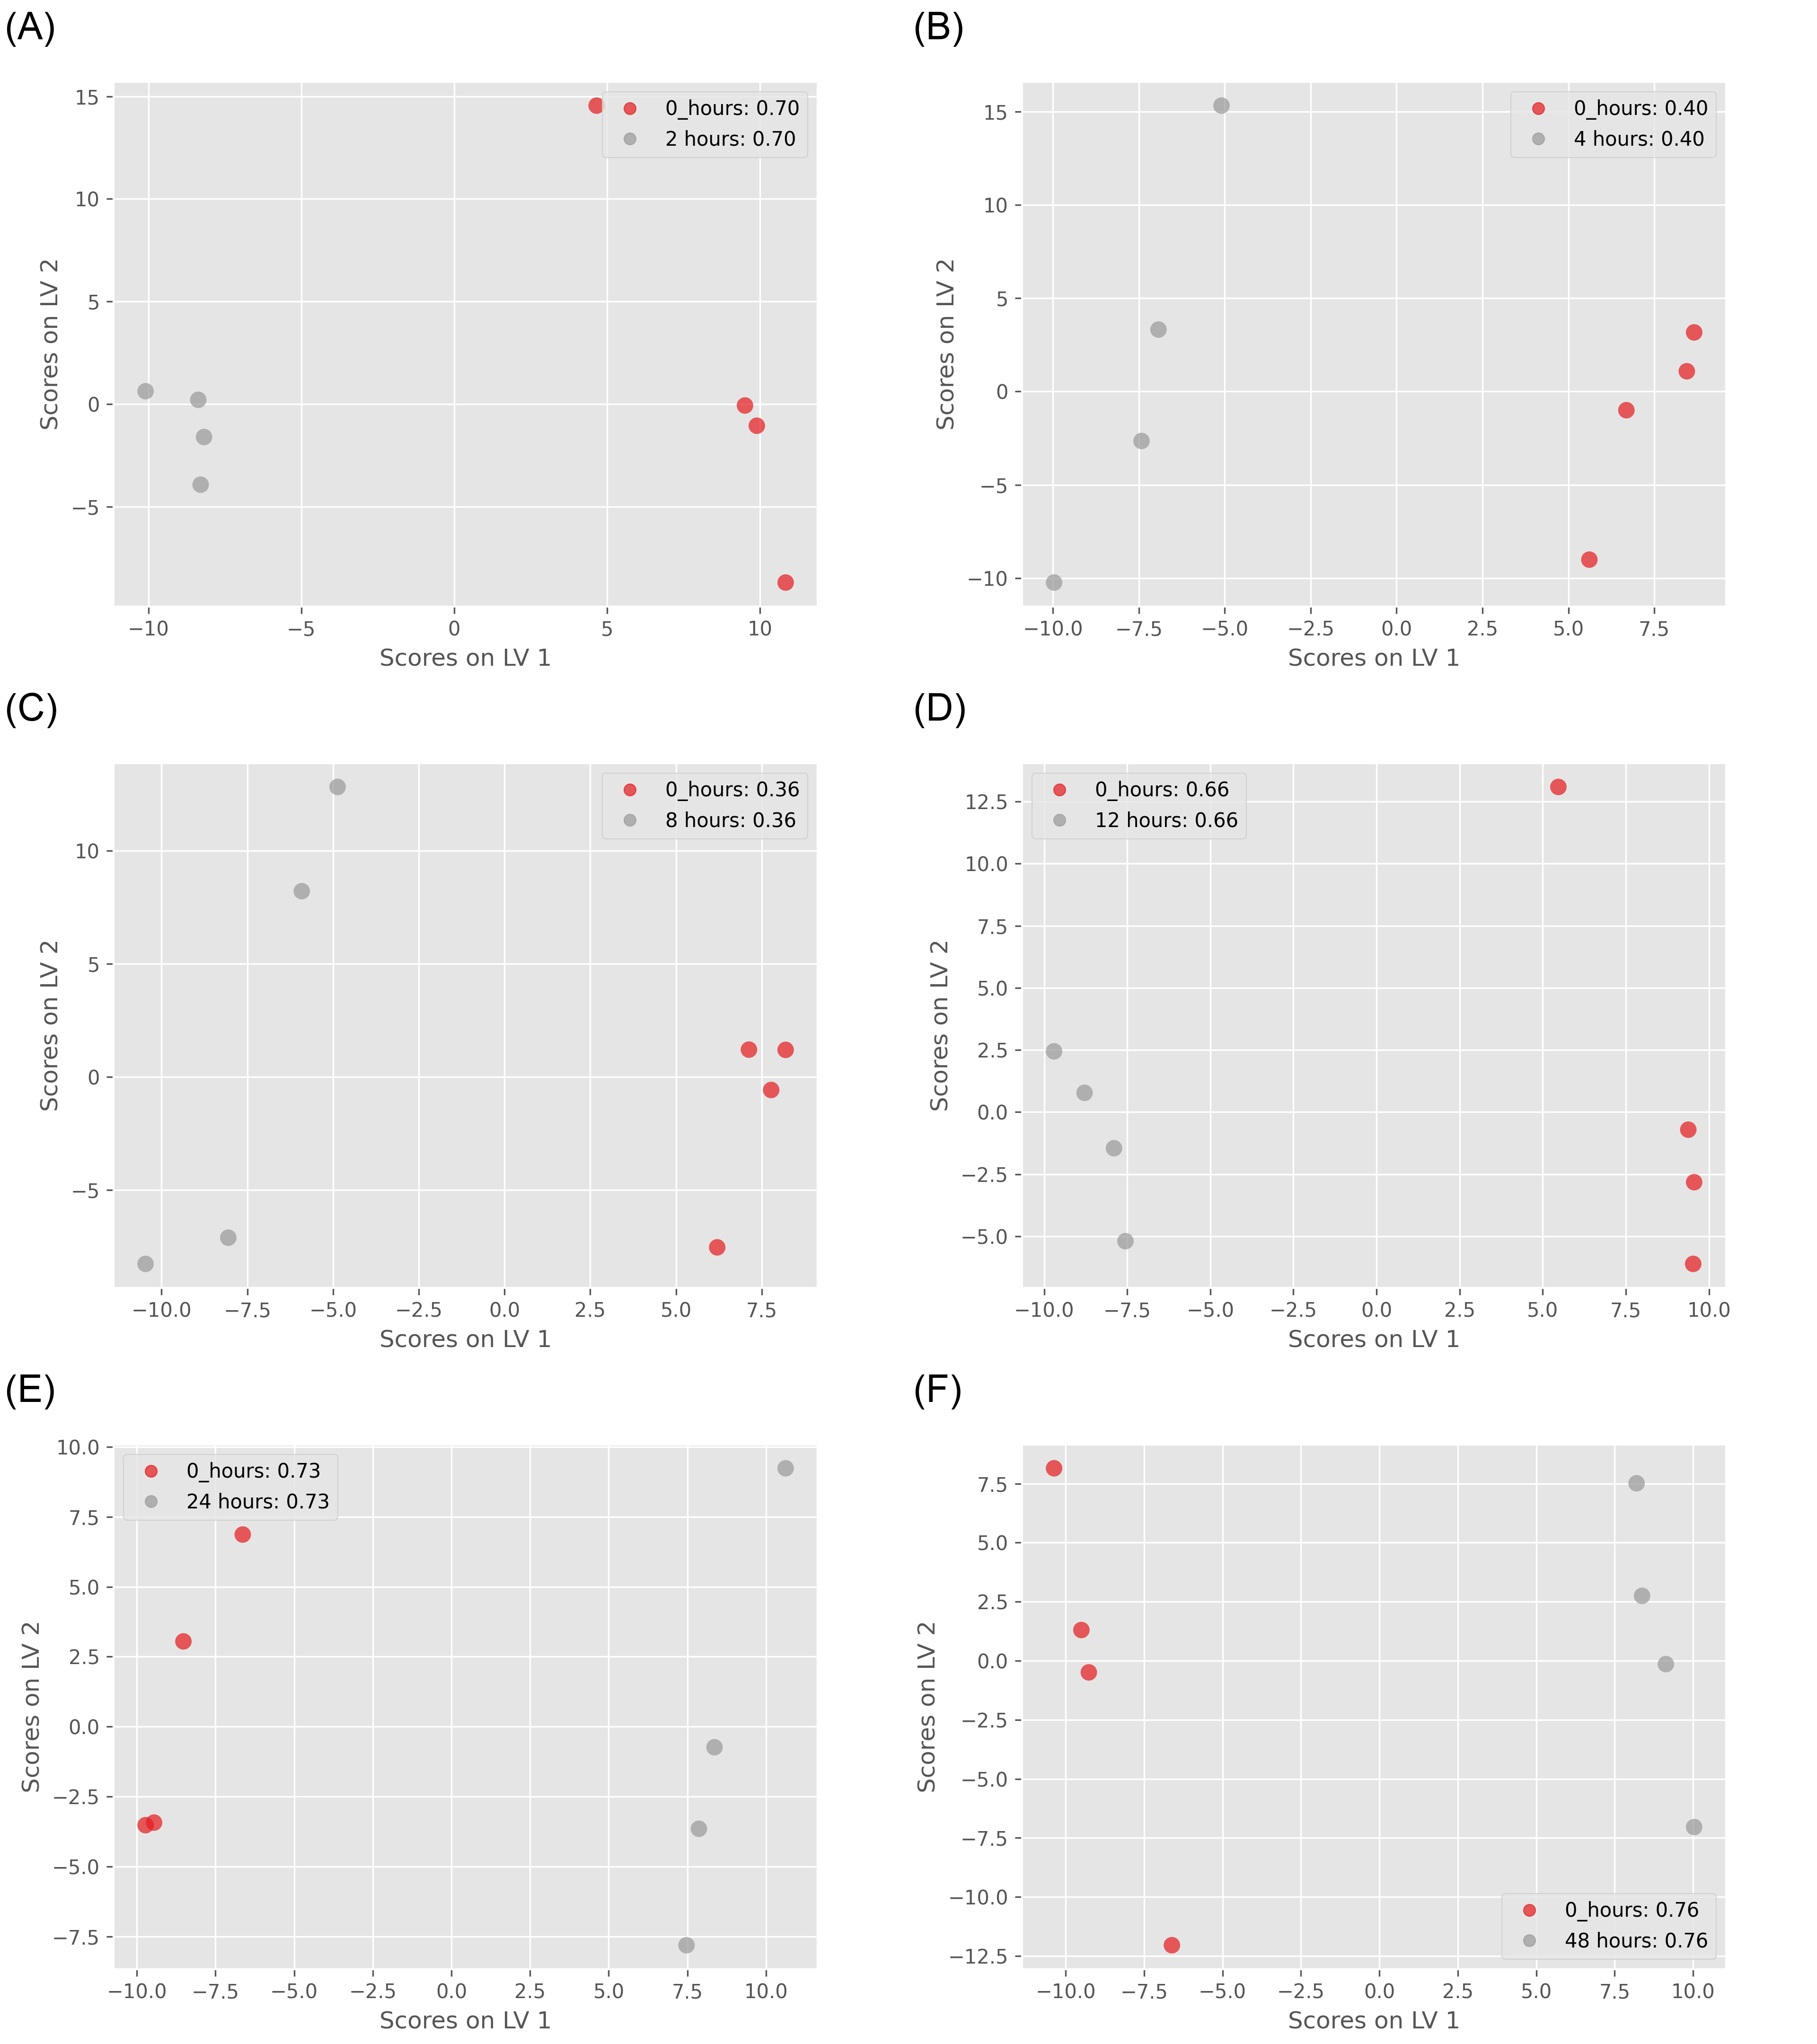 (A)
15
10
5
0
−5
−10
−5
0
5
10
Scores on LV 1
Scores on LV 2
0_hours: 0.70
2 hours: 0.70
(B)
15
10
5
0
−5
−10
−10.0
−7.5
−5.0
−2.5
0.0
2.5
5.0
7.5
Scores on LV 1
Scores on LV 2
0_hours: 0.40
4 hours: 0.40
(C)
10
5
0
−5
−10.0
−7.5
−5.0
−2.5
0.0
2.5
5.0
7.5
Scores on LV 1
Scores on LV 2
0_hours: 0.36
8 hours: 0.36
(D)
12.5
10.0
7.5
5.0
2.5
0.0
−2.5
−5.0
−10.0
−7.5
−5.0
−2.5
0.0
2.5
5.0
7.5
10.0
Scores on LV 1
Scores on LV 2
0_hours: 0.66
12 hours: 0.66
(E)
10.0
7.5
5.0
2.5
0.0
−2.5
−5.0
−7.5
−10.0
−7.5
−5.0
−2.5
0.0
2.5
5.0
7.5
10.0
Scores on LV 1
Scores on LV 2
0_hours: 0.73
24 hours: 0.73
(F)
7.5
5.0
2.5
0.0
−2.5
−5.0
−7.5
−10.0
−12.5
−10.0
−7.5
−5.0
−2.5
0.0
2.5
5.0
7.5
10.0
Scores on LV 1
Scores on LV 2
0_hours: 0.76
48 hours: 0.76